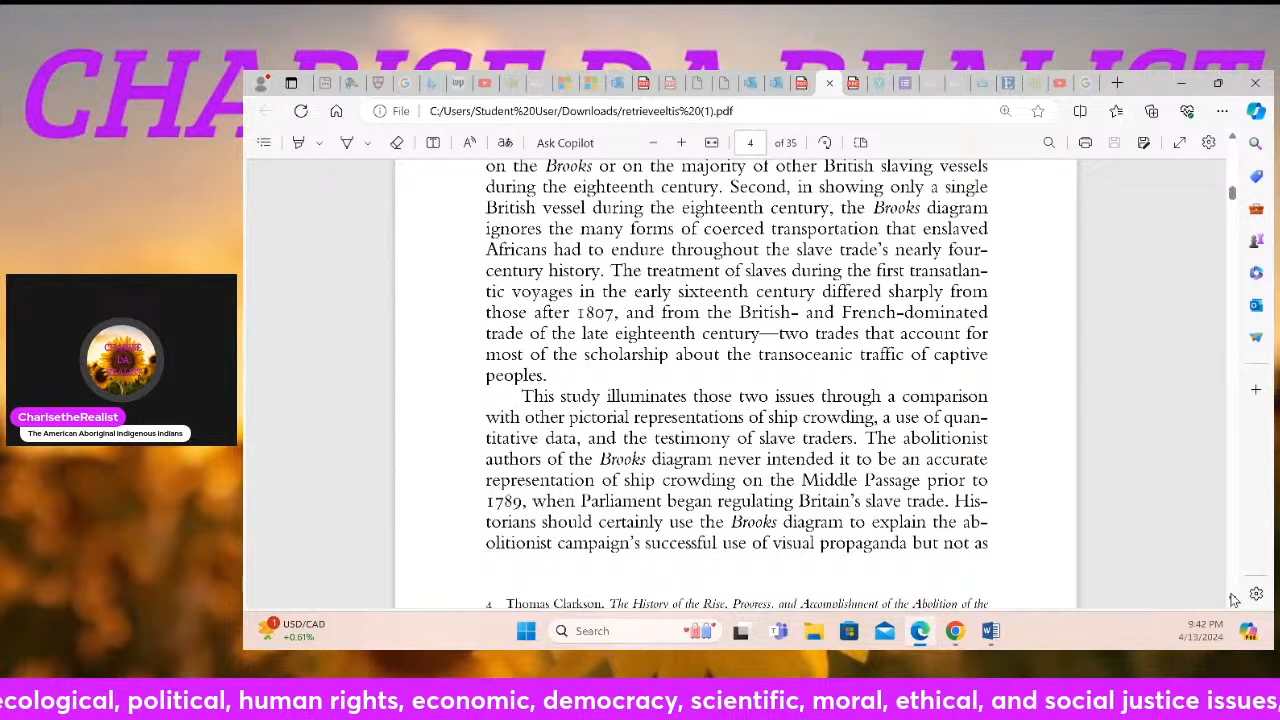 CHARISE DA REALIST
File
C:/Users/Student%20User/Downloads/retrieveeltis%20(1).pdf
Ask Copilot
4
of 35
on the Brooks or on the majority of other British slaving vessels
during the eighteenth century. Second, in showing only a single
British vessel during the eighteenth century, the Brooks diagram
ignores the many forms of coerced transportation that enslaved
Africans had to endure throughout the slave trade's nearly four-
century history. The treatment of slaves during the first transatlan-
tic voyages in the early sixteenth century differed sharply from
those after 1807, and from the British- and French-dominated
trade of the late eighteenth century—two trades that account for
most of the scholarship about the transoceanic traffic of captive
peoples.
This study illuminates those two issues through a comparison
with other pictorial representations of ship crowding, a use of quan-
titative data, and the testimony of slave traders. The abolitionist
authors of the Brooks diagram never intended it to be an accurate
representation of ship crowding on the Middle Passage prior to
1789, when Parliament began regulating Britain's slave trade. His-
torians should certainly use the Brooks diagram to explain the ab-
olitionist campaign's successful use of visual propaganda but not as
4 Thomas Clarkson, The History of the Rise, Progress, and Accomplishment of the Abolition of the
CHARISE
DA
REALIST
CharisetheRealist
The American Aboriginal Indigenous Indians
1
USD/CAD
+0.61%
Search
9:42 PM
4/13/2024
ecological, political, human rights, economic, democracy, scientific, moral, ethical, and social justice issues,